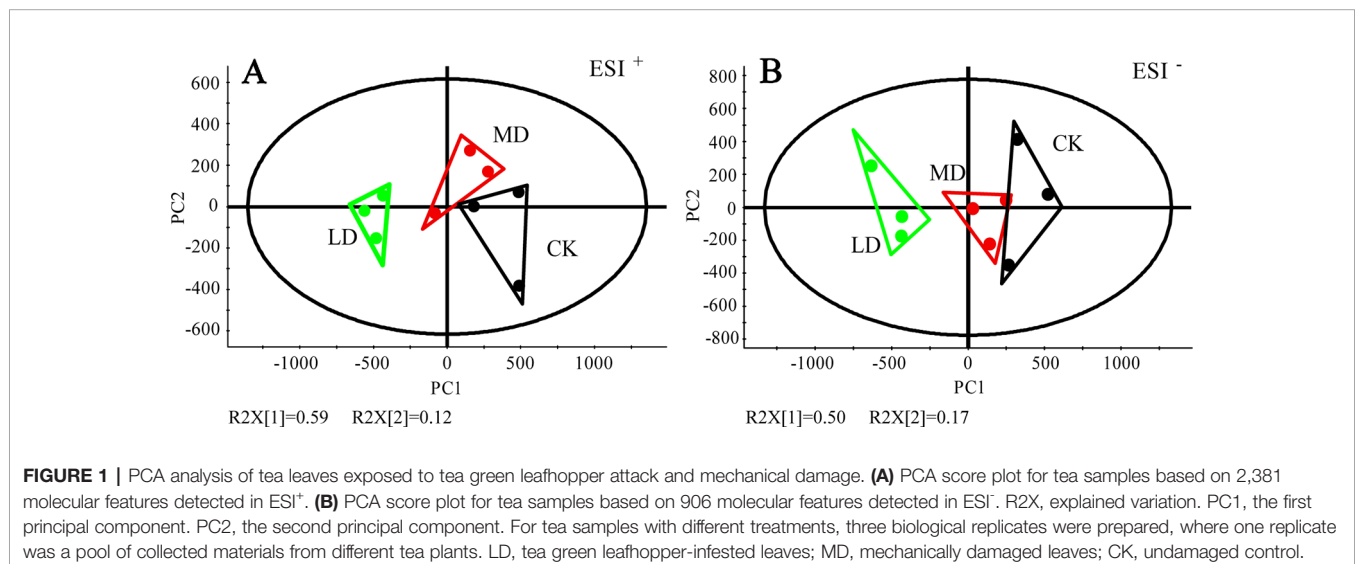 A
ESI +
600
400
200
0
-200
-400
-600
PC2
MD
LD
CK
-1000 -500 0 500 1000
PC1
R2X[1]=0.59 R2X[2]=0.12
B
ESI -
800
600
400
200
0
-200
-400
-600
-800
PC2
CK
MD
LD
-1000 -500 0 500 1000
PC1
R2X[1]=0.50 R2X[2]=0.17
FIGURE 1 | PCA analysis of tea leaves exposed to tea green leafhopper attack and mechanical damage. (A) PCA score plot for tea samples based on 2,381
molecular features detected in ESI⁺. (B) PCA score plot for tea samples based on 906 molecular features detected in ESI⁻. R2X, explained variation. PC1, the first
principal component. PC2, the second principal component. For tea samples with different treatments, three biological replicates were prepared, where one replicate
was a pool of collected materials from different tea plants. LD, tea green leafhopper-infested leaves; MD, mechanically damaged leaves; CK, undamaged control.